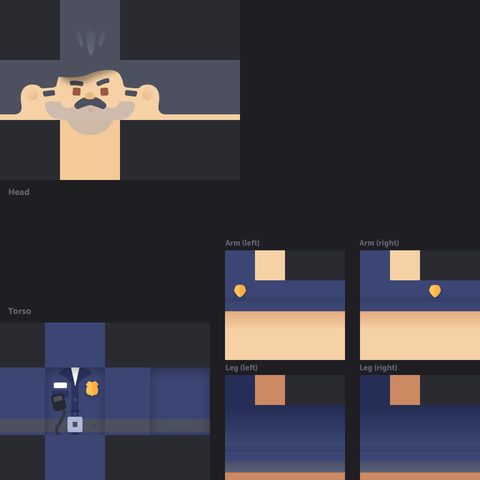 Head
Arm (left)
Arm (right)
Torso
Leg (left)
Leg (right)